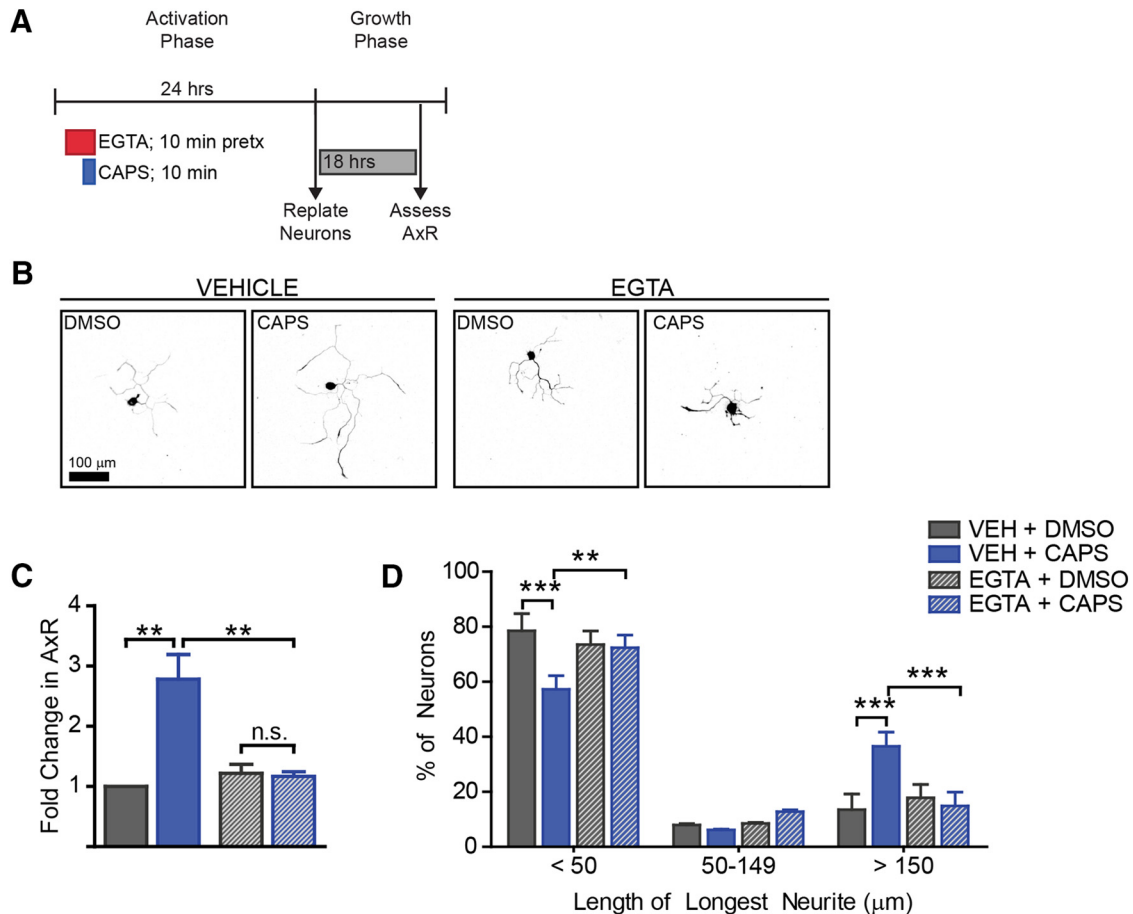 A
Activation
Phase
Growth
Phase
24 hrs
EGTA; 10 min pretx
CAPS; 10 min
18 hrs
Replate
Neurons
Assess
AxR
B
VEHICLE
EGTA
DMSO
CAPS
DMSO
CAPS
100 μm
VEH + DMSO
VEH + CAPS
EGTA + DMSO
EGTA + CAPS
C
Fold Change in AxR
4
3
2
1
**
**
n.s.
D
% of Neurons
100
80
60
40
20
0
***
**
***
***
< 50
50-149
> 150
Length of Longest Neurite (μm)